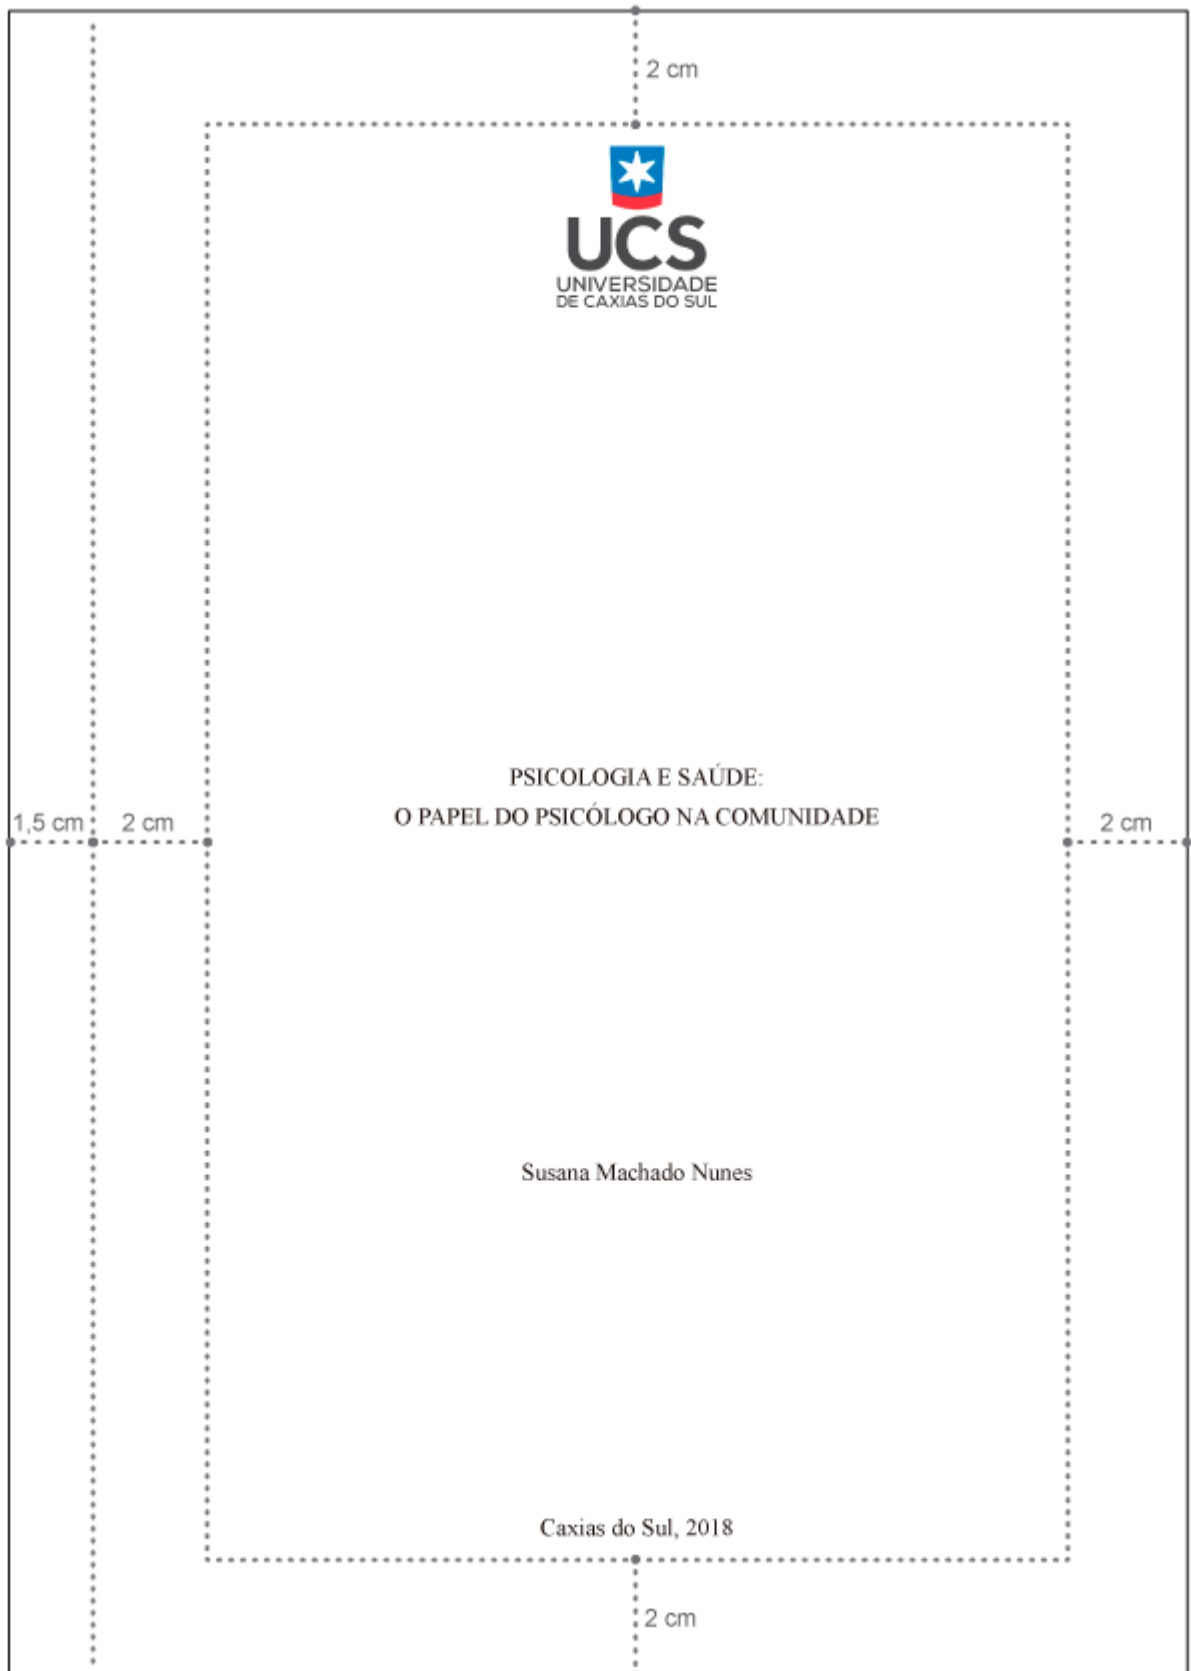 2 cm
UCS
UNIVERSIDADE
DE CAXIAS DO SUL
PSICOLOGIA E SAÚDE:
O PAPEL DO PSICÓLOGO NA COMUNIDADE
1,5 cm
2 cm
2 cm
Susana Machado Nunes
Caxias do Sul, 2018
2 cm